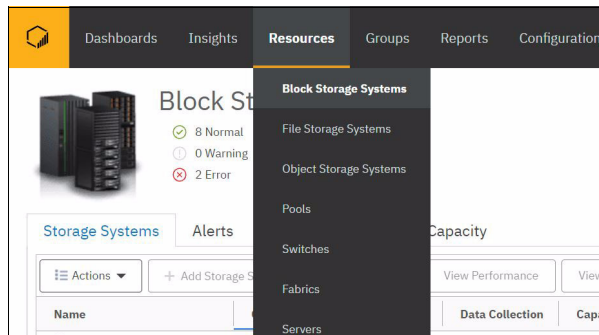 Dashboards Insights Resources Groups Reports Configuration
Block St
Block Storage Systems
8 Normal
File Storage Systems
0 Warning
2 Error
Object Storage Systems
Pools
Storage Systems Alerts Capacity
Switches
Actions + Add Storage S View Performance View
Fabrics
Name Data Collection Capa
Servers